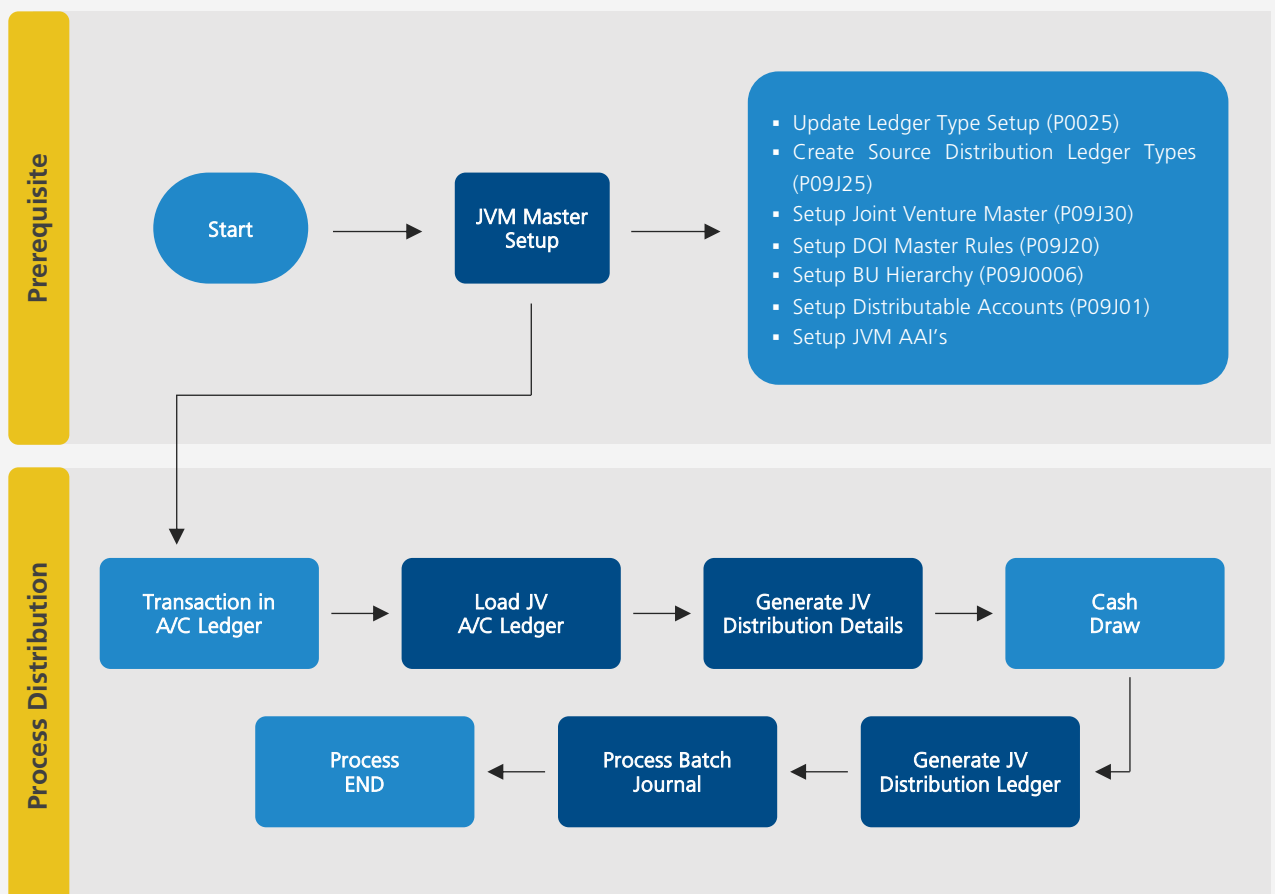 Prerequisite
Start
JVM Master
Setup
▪ Update Ledger Type Setup (P0025)
▪ Create Source Distribution Ledger Types
(P09J25)
▪ Setup Joint Venture Master (P09J30)
▪ Setup DOI Master Rules (P09J20)
▪ Setup BU Hierarchy (P09J0006)
▪ Setup Distributable Accounts (P09J01)
▪ Setup JVM AAI's
Process Distribution
Transaction in
A/C Ledger
Load JV
A/C Ledger
Generate JV
Distribution Details
Cash
Draw
Generate JV
Distribution Ledger
Process Batch
Journal
Process
END